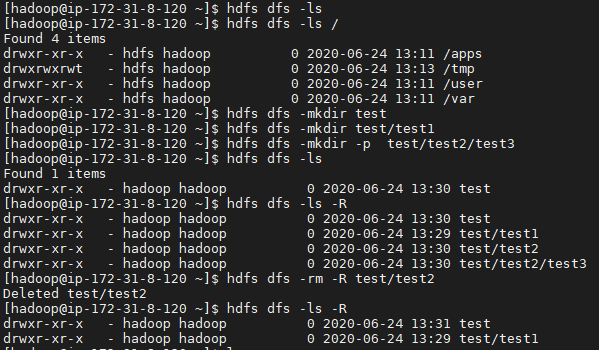 [hadoop@ip-172-31-8-120 ~]$ hdfs dfs -ls
[hadoop@ip-172-31-8-120 ~]$ hdfs dfs -ls /
Found 4 items
drwxr-xr-x   - hdfs hadoop          0 2020-06-24 13:11 /apps
drwxrwxrwt   - hdfs hadoop          0 2020-06-24 13:13 /tmp
drwxr-xr-x   - hdfs hadoop          0 2020-06-24 13:11 /user
drwxr-xr-x   - hdfs hadoop          0 2020-06-24 13:11 /var
[hadoop@ip-172-31-8-120 ~]$ hdfs dfs -mkdir test
[hadoop@ip-172-31-8-120 ~]$ hdfs dfs -mkdir test/test1
[hadoop@ip-172-31-8-120 ~]$ hdfs dfs -mkdir -p  test/test2/test3
[hadoop@ip-172-31-8-120 ~]$ hdfs dfs -ls
Found 1 items
drwxr-xr-x   - hadoop hadoop          0 2020-06-24 13:30 test
[hadoop@ip-172-31-8-120 ~]$ hdfs dfs -ls -R
drwxr-xr-x   - hadoop hadoop          0 2020-06-24 13:30 test
drwxr-xr-x   - hadoop hadoop          0 2020-06-24 13:29 test/test1
drwxr-xr-x   - hadoop hadoop          0 2020-06-24 13:30 test/test2
drwxr-xr-x   - hadoop hadoop          0 2020-06-24 13:30 test/test2/test3
[hadoop@ip-172-31-8-120 ~]$ hdfs dfs -rm -R test/test2
Deleted test/test2
[hadoop@ip-172-31-8-120 ~]$ hdfs dfs -ls -R
drwxr-xr-x   - hadoop hadoop          0 2020-06-24 13:31 test
drwxr-xr-x   - hadoop hadoop          0 2020-06-24 13:29 test/test1